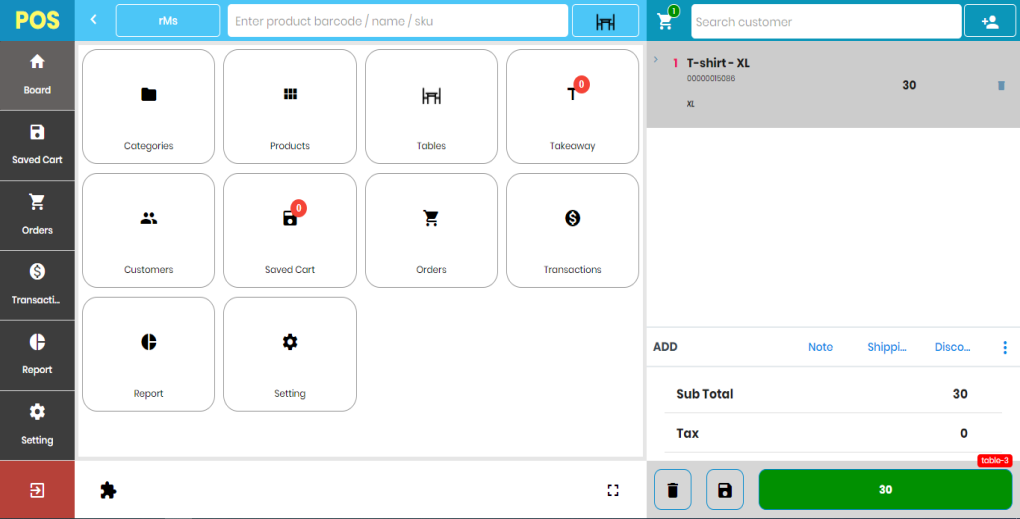 POS
rMs
Enter product barcode / name / sku
1
Search customer
Board
Saved Cart
Orders
Transacti...
Report
Setting
Categories
Products
Tables
T 0
Takeaway
Customers
0
Saved Cart
Orders
Transactions
Report
Setting
1 T-shirt - XL
00000015086
30
XL
ADD Note Shippi... Disco...
Sub Total 30
Tax 0
table-3
30